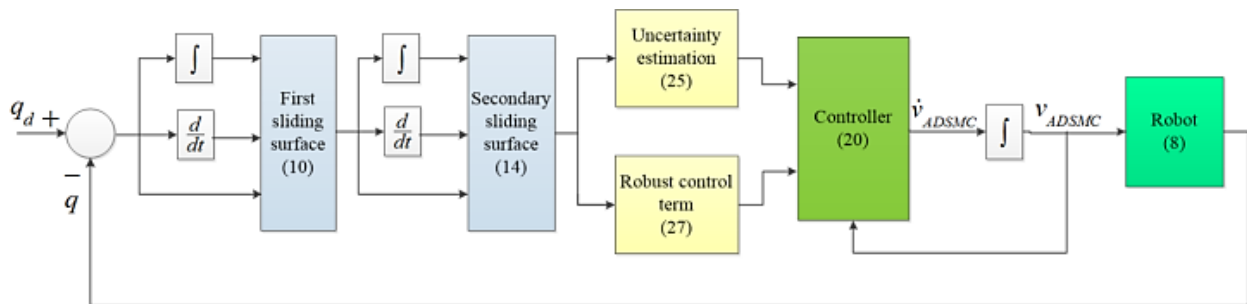 q_d +
−
q
∫
d/dt
First
sliding
surface
(10)
∫
d/dt
Secondary
sliding
surface
(14)
Uncertainty
estimation
(25)
Robust control
term
(27)
Controller
(20)
v̇_ADSMC
∫
v_ADSMC
Robot
(8)